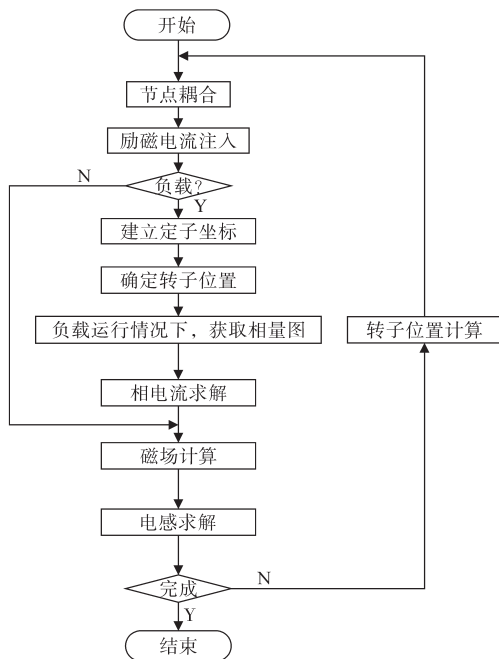 开始
节点耦合
励磁电流注入
N
负载?
Y
建立定子坐标
确定转子位置
负载运行情况下，获取相量图
转子位置计算
相电流求解
磁场计算
电感求解
完成
N
Y
结束